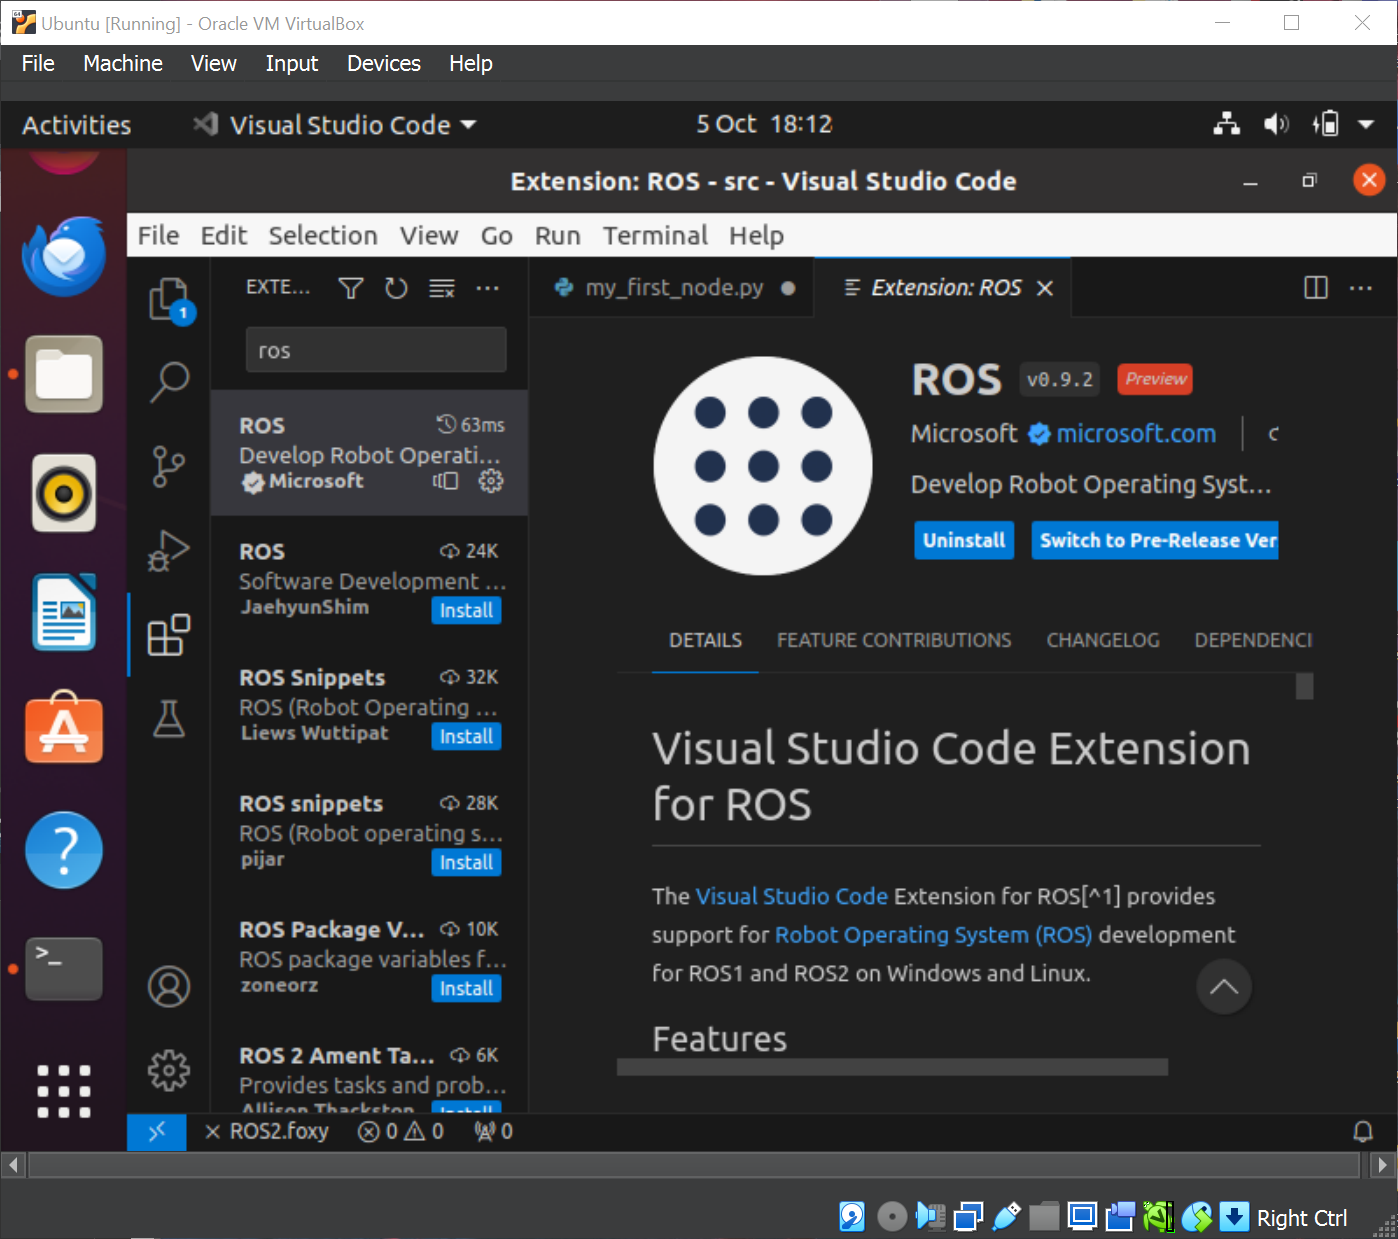 Ubuntu [Running] - Oracle VM VirtualBox
File Machine View Input Devices Help
Activities Visual Studio Code 5 Oct 18:12
Extension: ROS - src - Visual Studio Code
File Edit Selection View Go Run Terminal Help
1
EXTE...
my_first_node.py
Extension: ROS
ros
ROS 63ms
Develop Robot Operati...
Microsoft
ROS 24K
Software Development ...
JaehyunShim Install
ROS Snippets 32K
ROS (Robot Operating ...
Liews Wuttipat Install
ROS snippets 28K
ROS (Robot operating s...
pijar Install
ROS Package V... 10K
ROS package variables f...
zoneorz Install
ROS 2 Ament Ta... 6K
Provides tasks and prob...
Allison Thackston Install
ROS v0.9.2 Preview
Microsoft microsoft.com
Develop Robot Operating Syst...
Uninstall Switch to Pre-Release Ver
DETAILS FEATURE CONTRIBUTIONS CHANGELOG DEPENDENCI
Visual Studio Code Extension
for ROS
The Visual Studio Code Extension for ROS[^1] provides
support for Robot Operating System (ROS) development
for ROS1 and ROS2 on Windows and Linux.
Features
ROS2.foxy 0 0 0
Right Ctrl